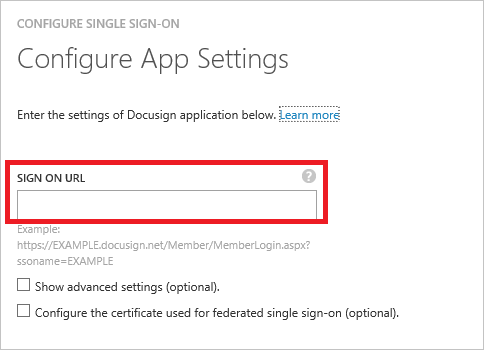 CONFIGURE SINGLE SIGN-ON
Configure App Settings
Enter the settings of Docusign application below. Learn more
SIGN ON URL ?
Example:
https://EXAMPLE.docusign.net/Member/MemberLogin.aspx?
ssoname=EXAMPLE
Show advanced settings (optional).
Configure the certificate used for federated single sign-on (optional).